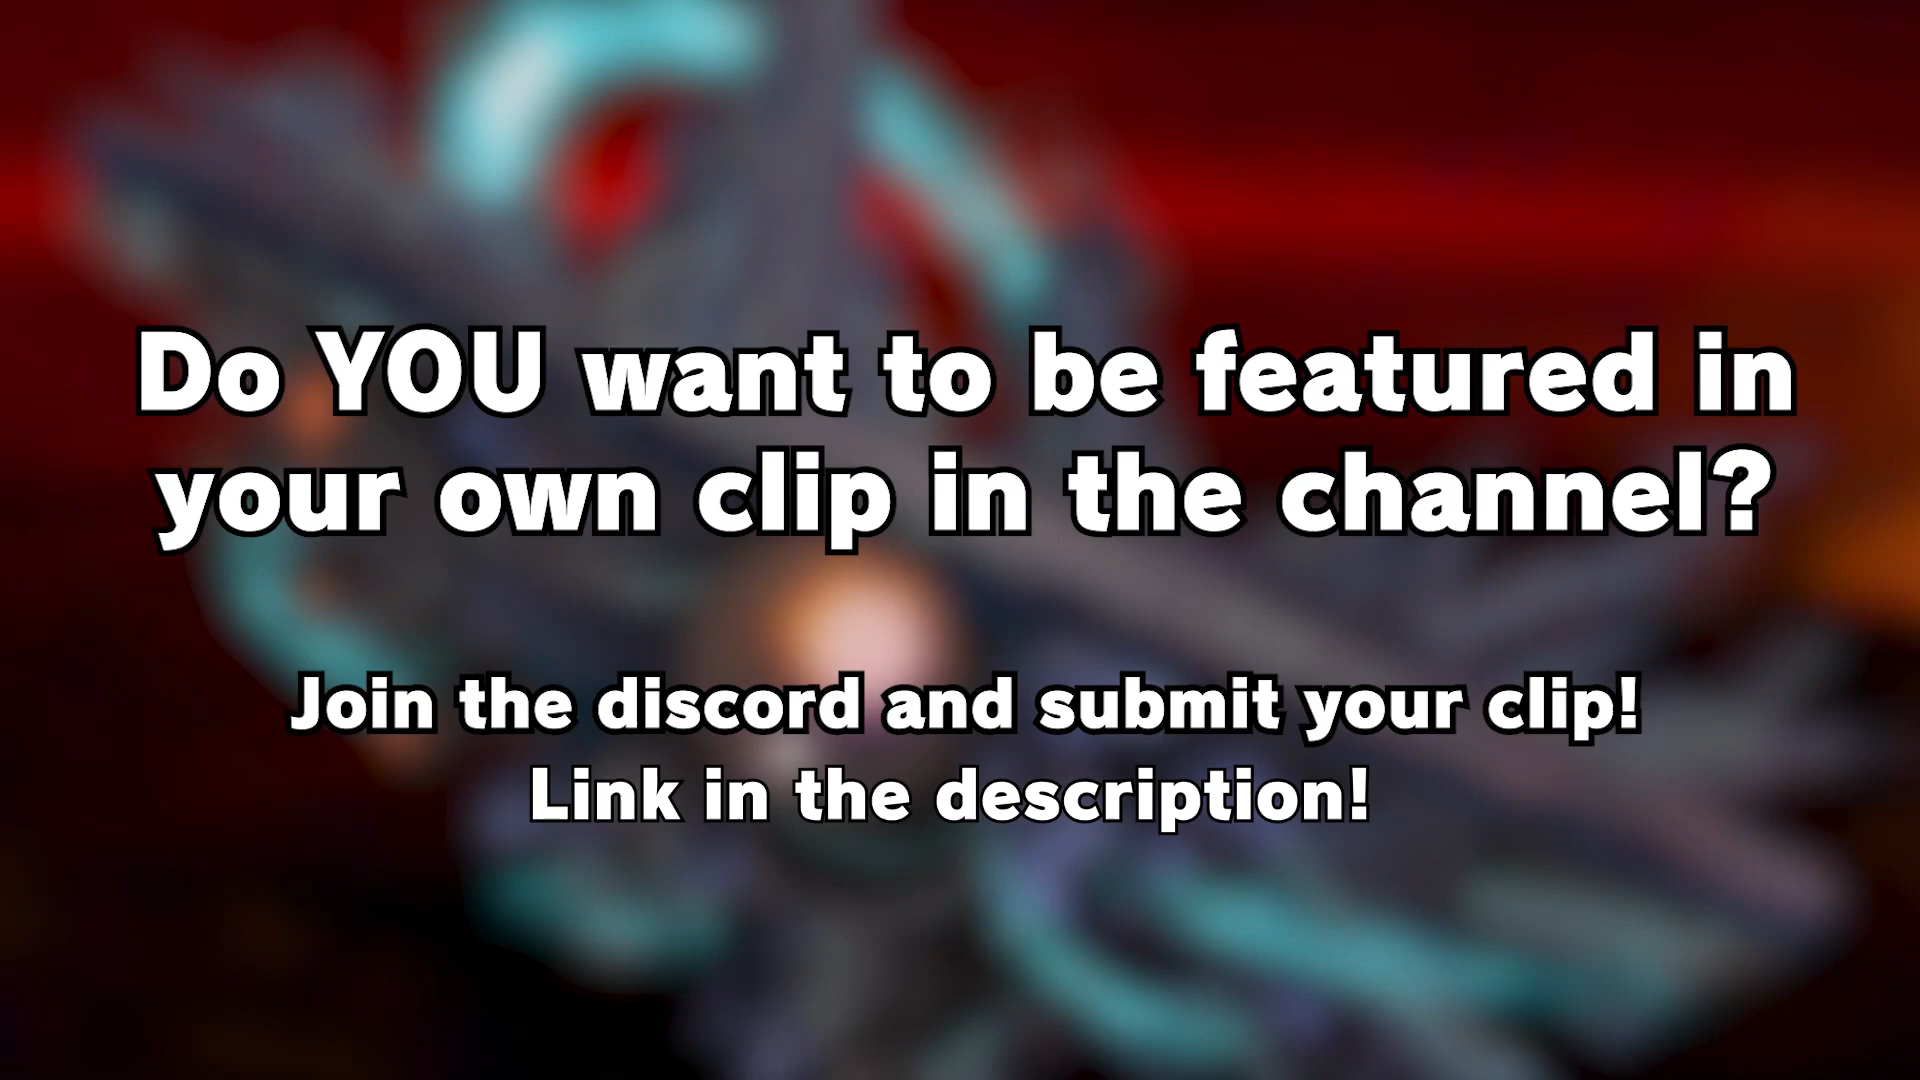 Do YOU want to be featured in
your own clip in the channel?
Join the discord and submit your clip!
Link in the description!